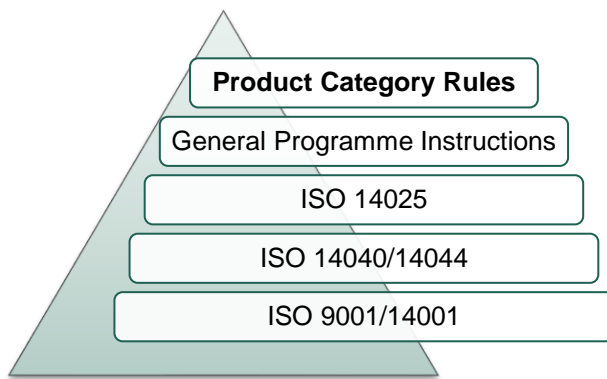 Product Category Rules
General Programme Instructions
ISO 14025
ISO 14040/14044
ISO 9001/14001